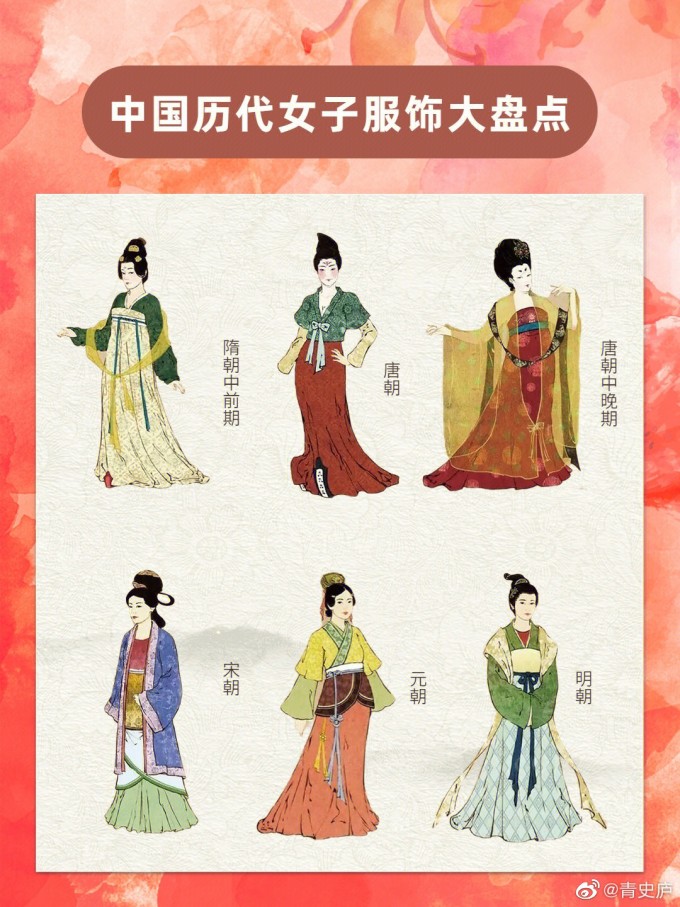 中国历代女子服饰大盘点
隋朝中前期
唐朝
唐朝中晚期
宋朝
元朝
明朝
@青史庐